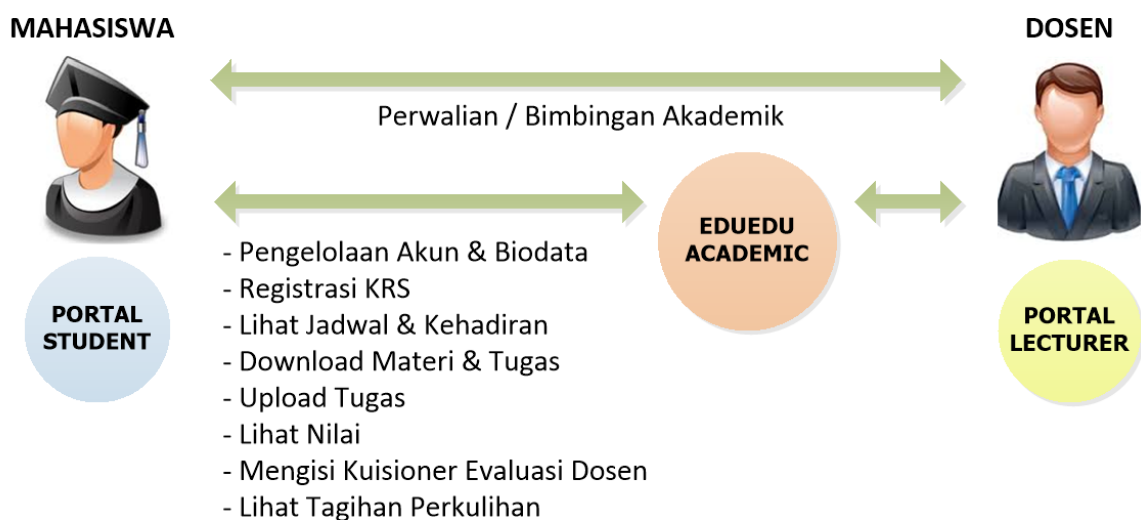 MAHASISWA
DOSEN
Perwalian / Bimbingan Akademik
EDUEDU
ACADEMIC
- Pengelolaan Akun & Biodata
- Registrasi KRS
- Lihat Jadwal & Kehadiran
- Download Materi & Tugas
- Upload Tugas
- Lihat Nilai
- Mengisi Kuisioner Evaluasi Dosen
- Lihat Tagihan Perkulihan
PORTAL
STUDENT
PORTAL
LECTURER